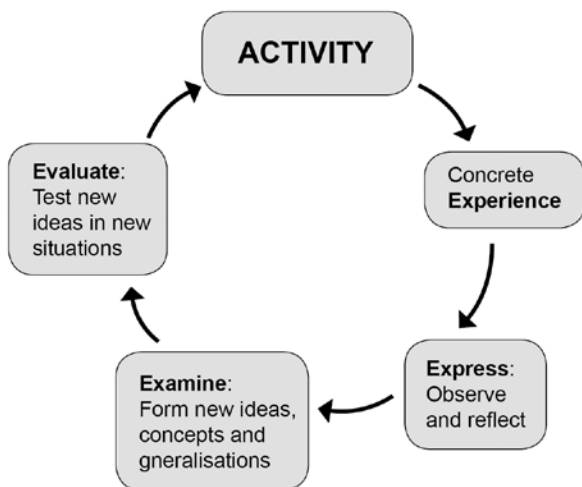 ACTIVITY
Concrete
Experience
Express:
Observe
and reflect
Examine:
Form new ideas,
concepts and
gneralisations
Evaluate:
Test new
ideas in new
situations